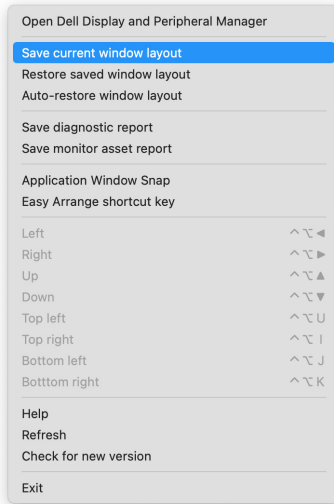 Open Dell Display and Peripheral Manager
Save current window layout
Restore saved window layout
Auto-restore window layout
Save diagnostic report
Save monitor asset report
Application Window Snap
Easy Arrange shortcut key
Left ^⌥◀
Right ^⌥▶
Up ^⌥▲
Down ^⌥▼
Top left ^⌥U
Top right ^⌥I
Bottom left ^⌥J
Botttom right ^⌥K
Help
Refresh
Check for new version
Exit